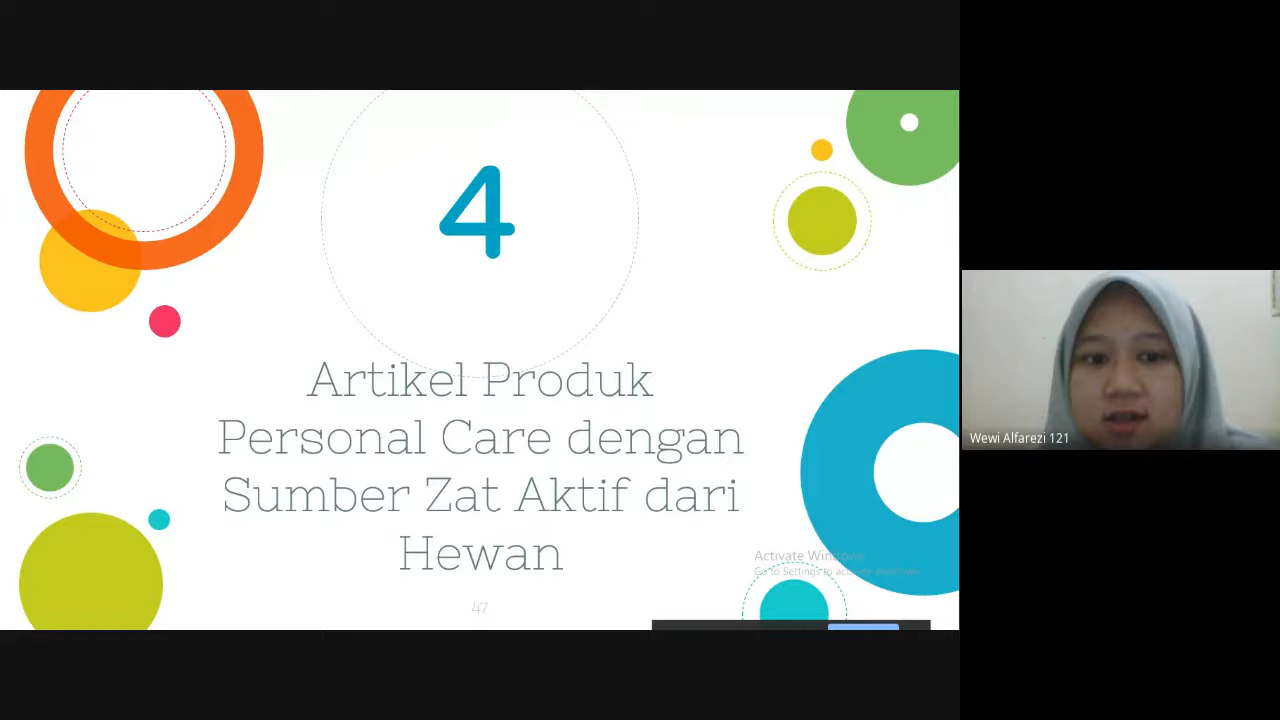 4
Artikel Produk
Personal Care dengan
Sumber Zat Aktif dari
Hewan
47
Activate Windows
Go to Settings to activate Windows.
Wewi Alfarezi 121